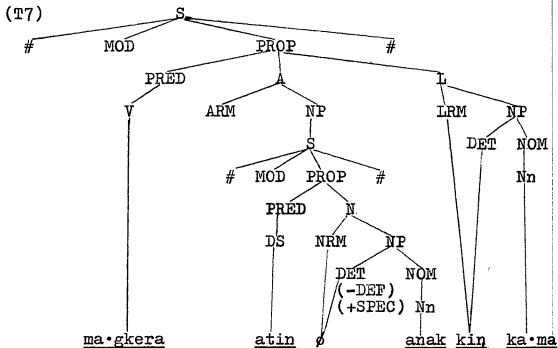 (T7)
S
# MOD PROP #
PRED A L
V ARM NP LRM NP
S DET NOM
# MOD PROP # Nn
PRED N
DS NRM NP
DET NOM
(-DEF)
(+SPEC) Nn
ma·gkera atin ø anak kin ka·ma